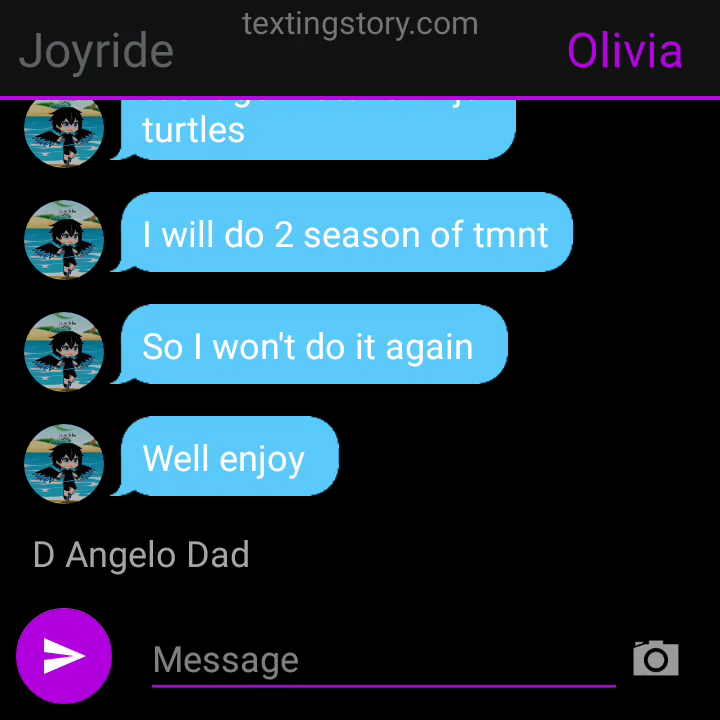 textingstory.com
Joyride
Olivia
turtles
I will do 2 season of tmnt
So I won't do it again
Well enjoy
D Angelo Dad
Message